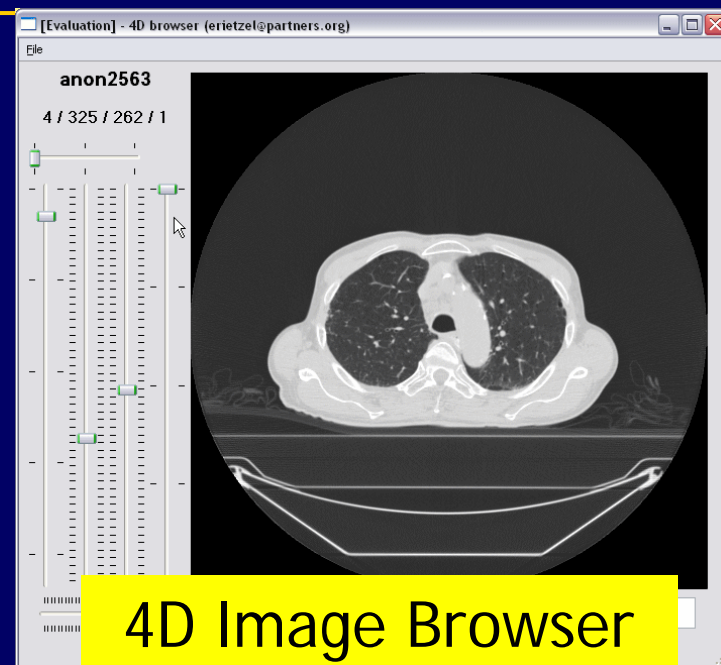 [Evaluation] - 4D browser (erietzel@partners.org)
File
anon2563
4 / 325 / 262 / 1
4D Image Browser